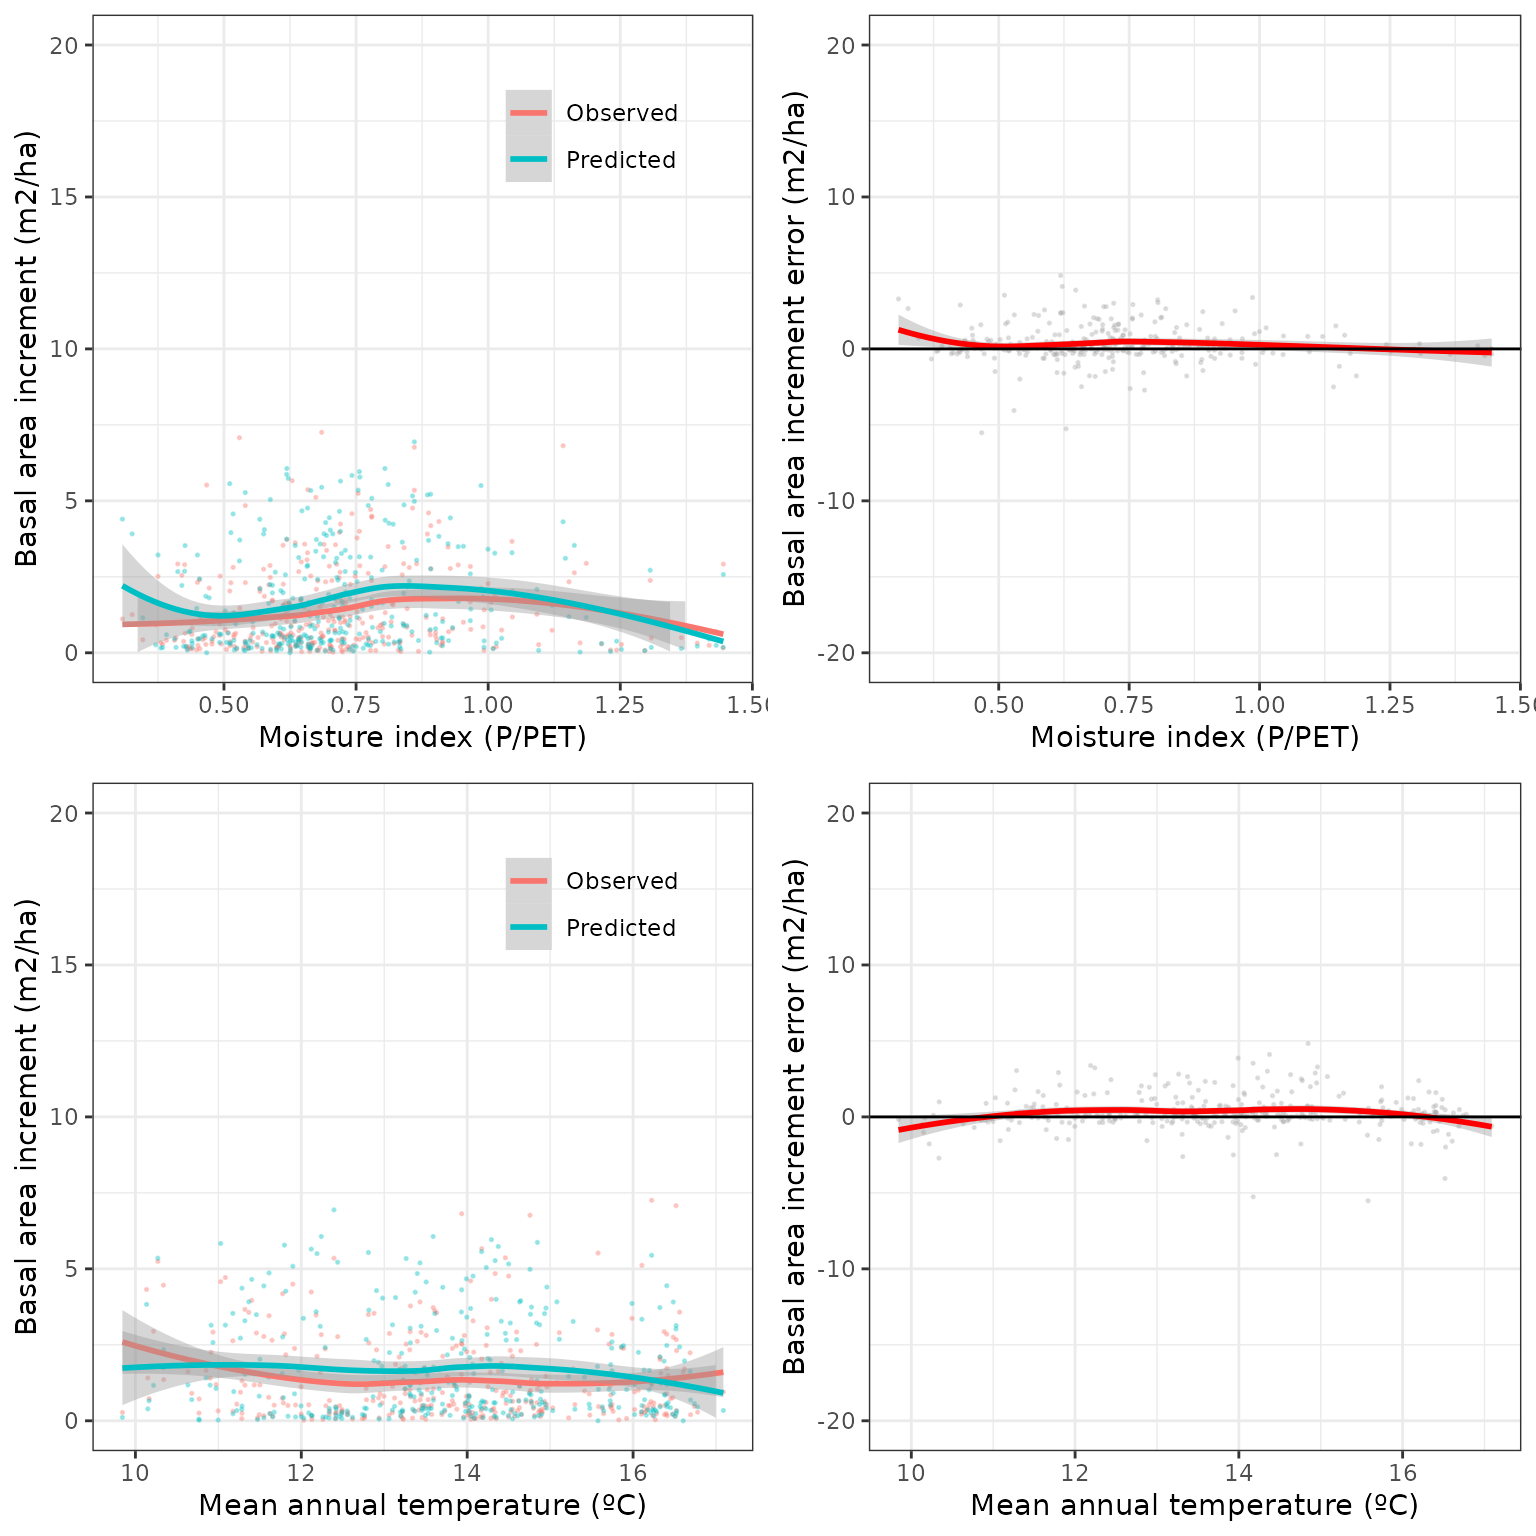 20
15
10
5
0
Basal area increment (m2/ha)
Observed
Predicted
0.50 0.75 1.00 1.25 1.50
Moisture index (P/PET)
20
10
0
-10
-20
Basal area increment error (m2/ha)
0.50 0.75 1.00 1.25 1.50
Moisture index (P/PET)
20
15
10
5
0
Basal area increment (m2/ha)
Observed
Predicted
10 12 14 16
Mean annual temperature (ºC)
20
10
0
-10
-20
Basal area increment error (m2/ha)
10 12 14 16
Mean annual temperature (ºC)